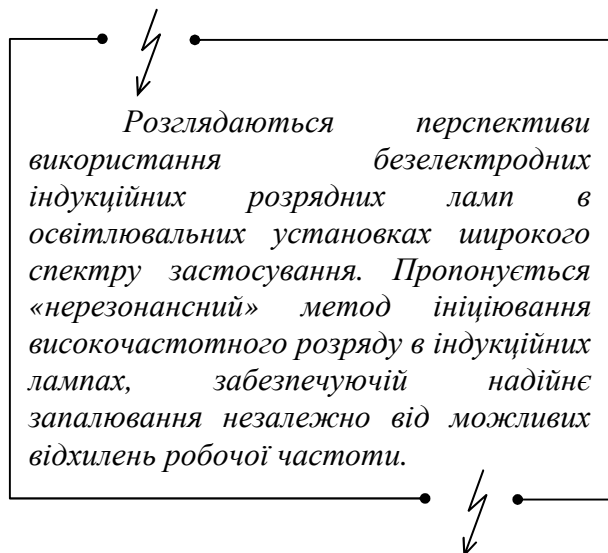 Розглядаються перспективи
використання безелектродних
індукційних розрядних ламп в
освітлювальних установках широкого
спектру застосування. Пропонується
«нерезонансний» метод ініціювання
високочастотного розряду в індукційних
лампах, забезпечуючій надійнє
запалювання незалежно від можливих
відхилень робочої частоти.